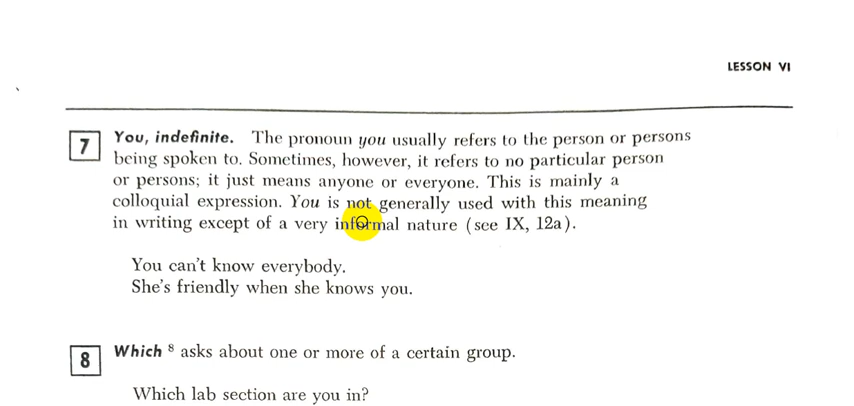 LESSON VI
7 You, indefinite. The pronoun you usually refers to the person or persons
being spoken to. Sometimes, however, it refers to no particular person
or persons; it just means anyone or everyone. This is mainly a
colloquial expression. You is not generally used with this meaning
in writing except of a very informal nature (see IX, 12a).
You can't know everybody.
She's friendly when she knows you.
8 Which 8 asks about one or more of a certain group.
Which lab section are you in?